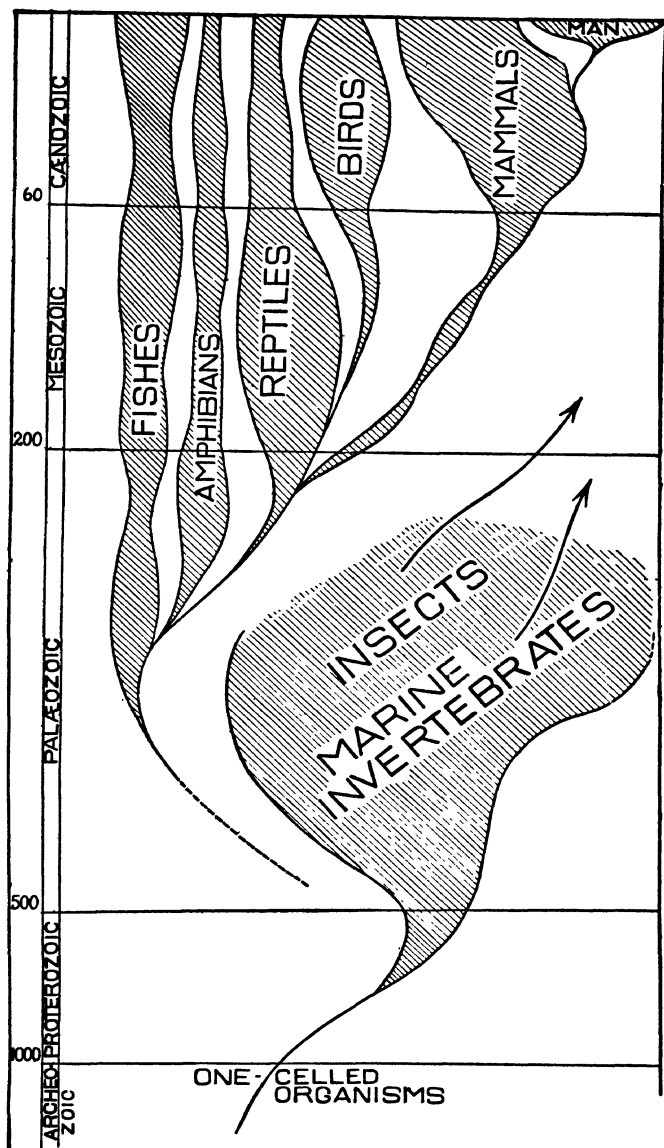 MAN
CÆNOZOIC
BIRDS
MAMMALS
60
MESOZOIC
FISHES
AMPHIBIANS
REPTILES
200
PALÆOZOIC
INSECTS
MARINE
INVERTEBRATES
500
PROTEROZOIC
1000
ARCHEO-
ZOIC
ONE-CELLED
ORGANISMS